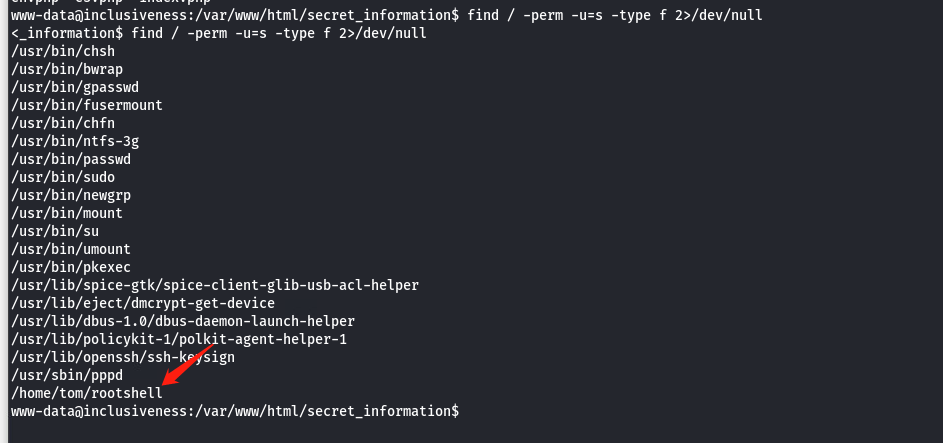 www-data@inclusiveness:/var/www/html/secret_information$ find / -perm -u=s -type f 2>/dev/null
<_information$ find / -perm -u=s -type f 2>/dev/null
/usr/bin/chsh
/usr/bin/bwrap
/usr/bin/gpasswd
/usr/bin/fusermount
/usr/bin/chfn
/usr/bin/ntfs-3g
/usr/bin/passwd
/usr/bin/sudo
/usr/bin/newgrp
/usr/bin/mount
/usr/bin/su
/usr/bin/umount
/usr/bin/pkexec
/usr/lib/spice-gtk/spice-client-glib-usb-acl-helper
/usr/lib/eject/dmcrypt-get-device
/usr/lib/dbus-1.0/dbus-daemon-launch-helper
/usr/lib/policykit-1/polkit-agent-helper-1
/usr/lib/openssh/ssh-keysign
/usr/sbin/pppd
/home/tom/rootshell
www-data@inclusiveness:/var/www/html/secret_information$